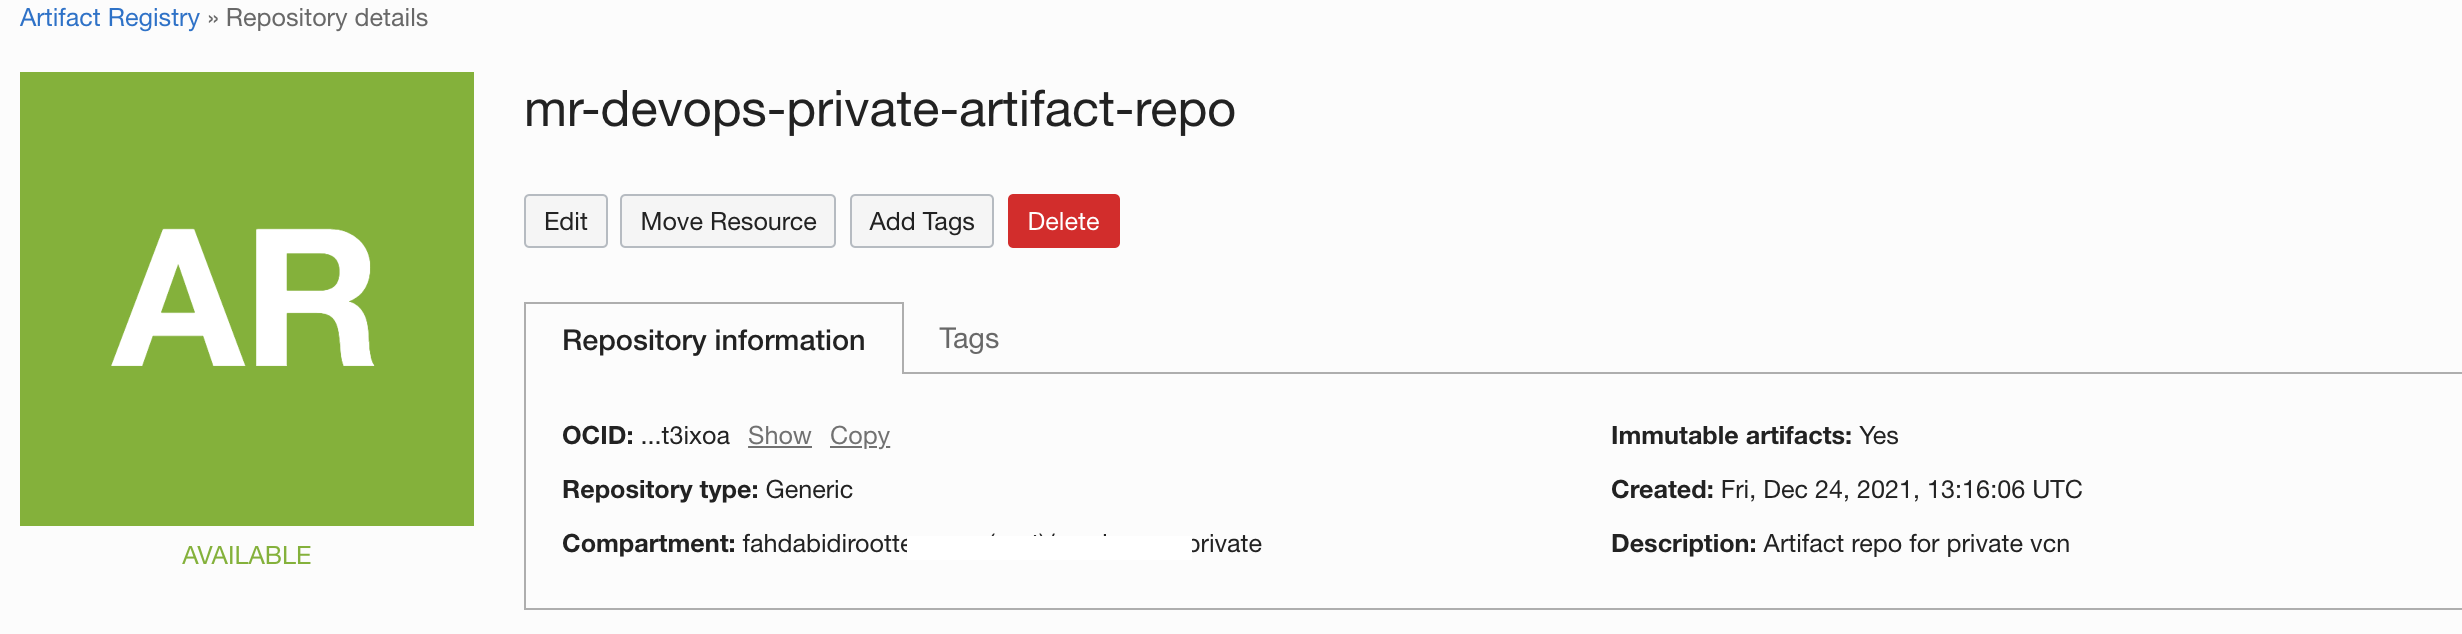 Artifact Registry » Repository details
mr-devops-private-artifact-repo
Edit Move Resource Add Tags Delete
AR
AVAILABLE
Repository information Tags
OCID: ...t3ixoa Show Copy
Repository type: Generic
Compartment: fahdabidirootte private
Immutable artifacts: Yes
Created: Fri, Dec 24, 2021, 13:16:06 UTC
Description: Artifact repo for private vcn